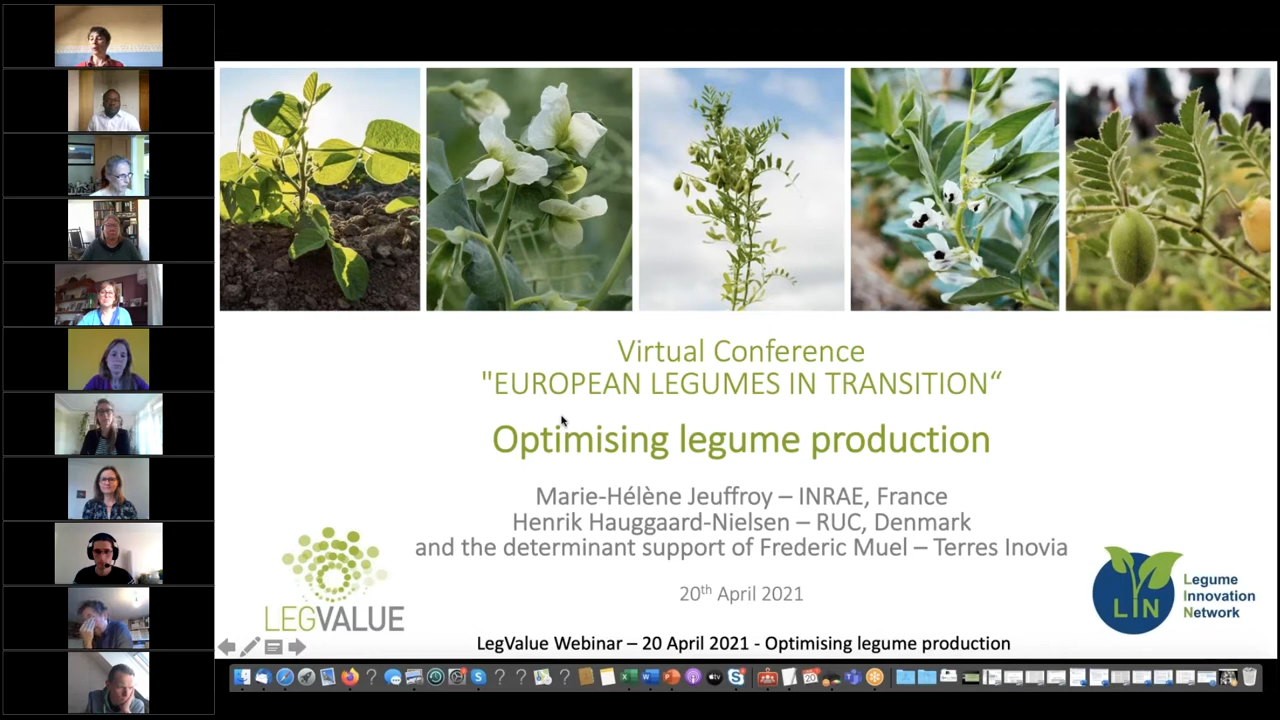 Virtual Conference
"EUROPEAN LEGUMES IN TRANSITION“
Optimising legume production
Marie-Hélène Jeuffroy – INRAE, France
Henrik Hauggaard-Nielsen – RUC, Denmark
and the determinant support of Frederic Muel – Terres Inovia
20th April 2021
LEGVALUE
LIN
Legume
Innovation
Network
LegValue Webinar – 20 April 2021 - Optimising legume production